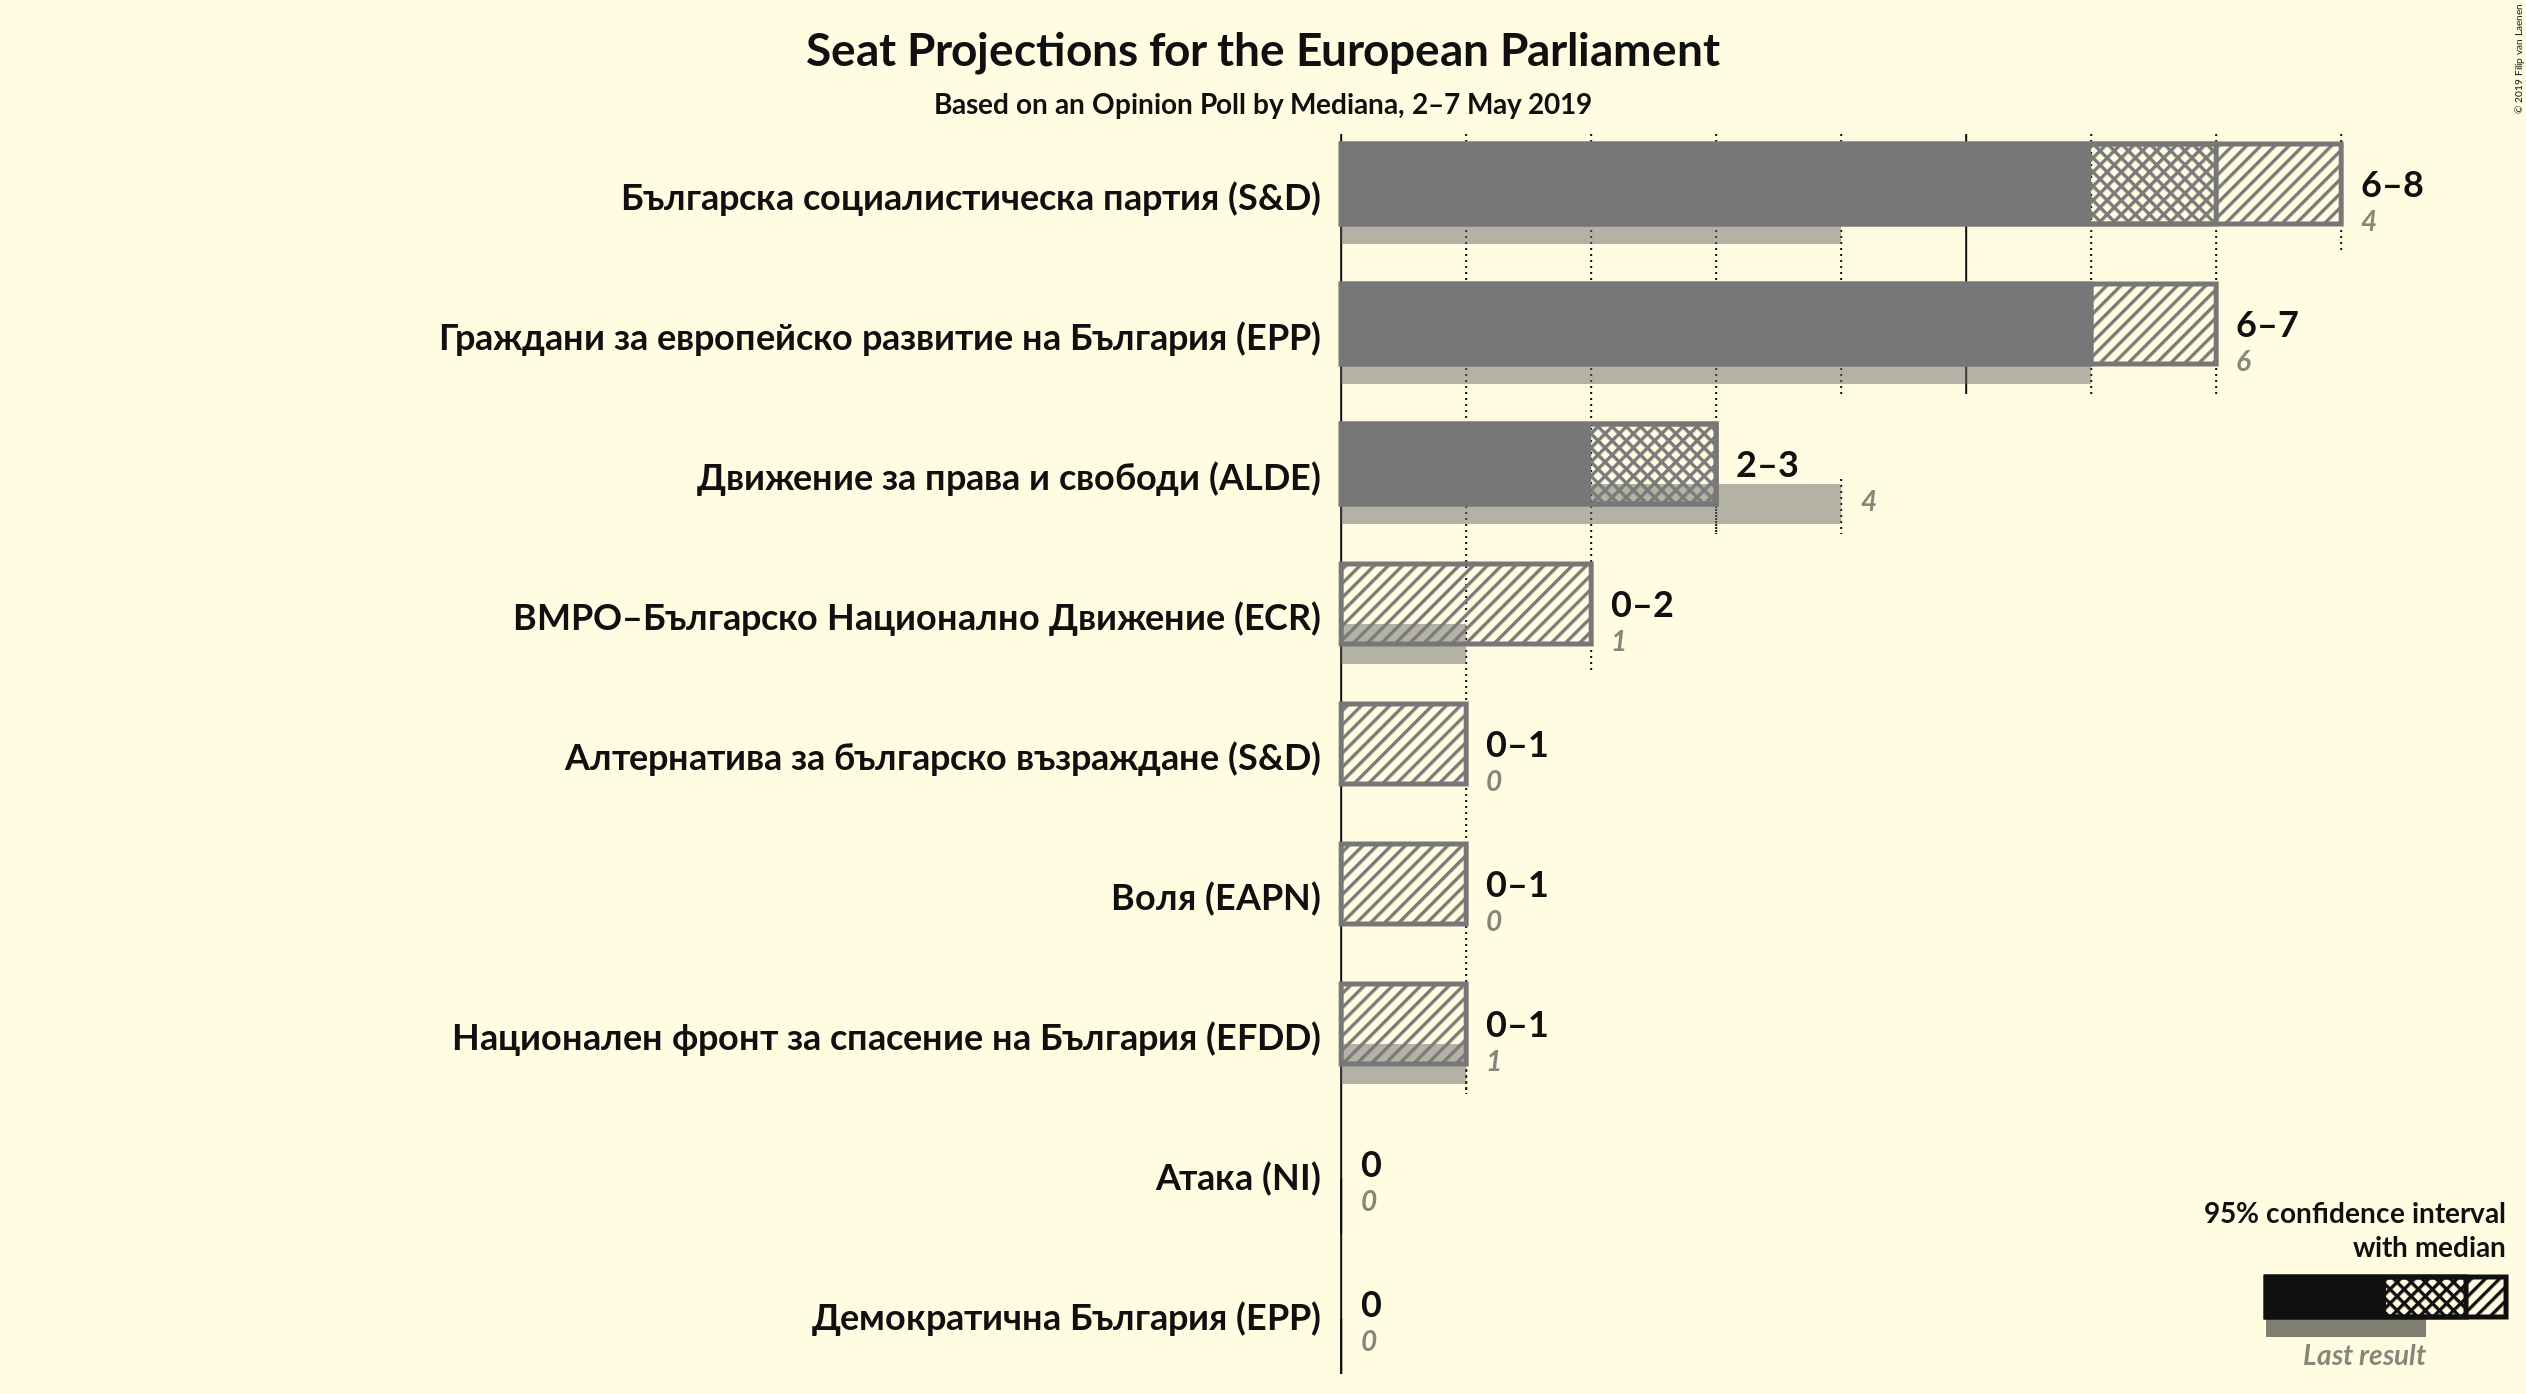 Seat Projections for the European Parliament
Based on an Opinion Poll by Mediana, 2–7 May 2019
© 2019 Filip van Laenen
Българска социалистическа партия (S&D)
6–8
4
Граждани за европейско развитие на България (EPP)
6–7
6
Движение за права и свободи (ALDE)
2–3
4
ВМРО–Българско Национално Движение (ECR)
0–2
1
Алтернатива за българско възраждане (S&D)
0–1
0
Воля (EAPN)
0–1
0
Национален фронт за спасение на България (EFDD)
0–1
1
Атака (NI)
0
0
Демократична България (EPP)
0
0
95% confidence interval
with median
Last result